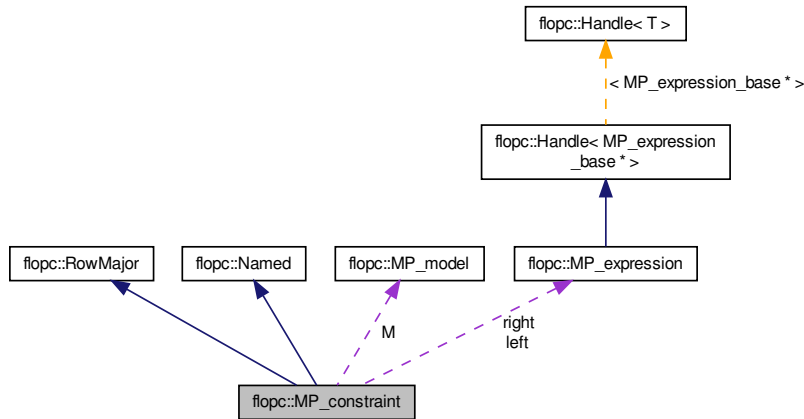 flopc::Handle< T >
< MP_expression_base * >
flopc::Handle< MP_expression
_base * >
flopc::RowMajor
flopc::Named
flopc::MP_model
flopc::MP_expression
M
right
left
flopc::MP_constraint